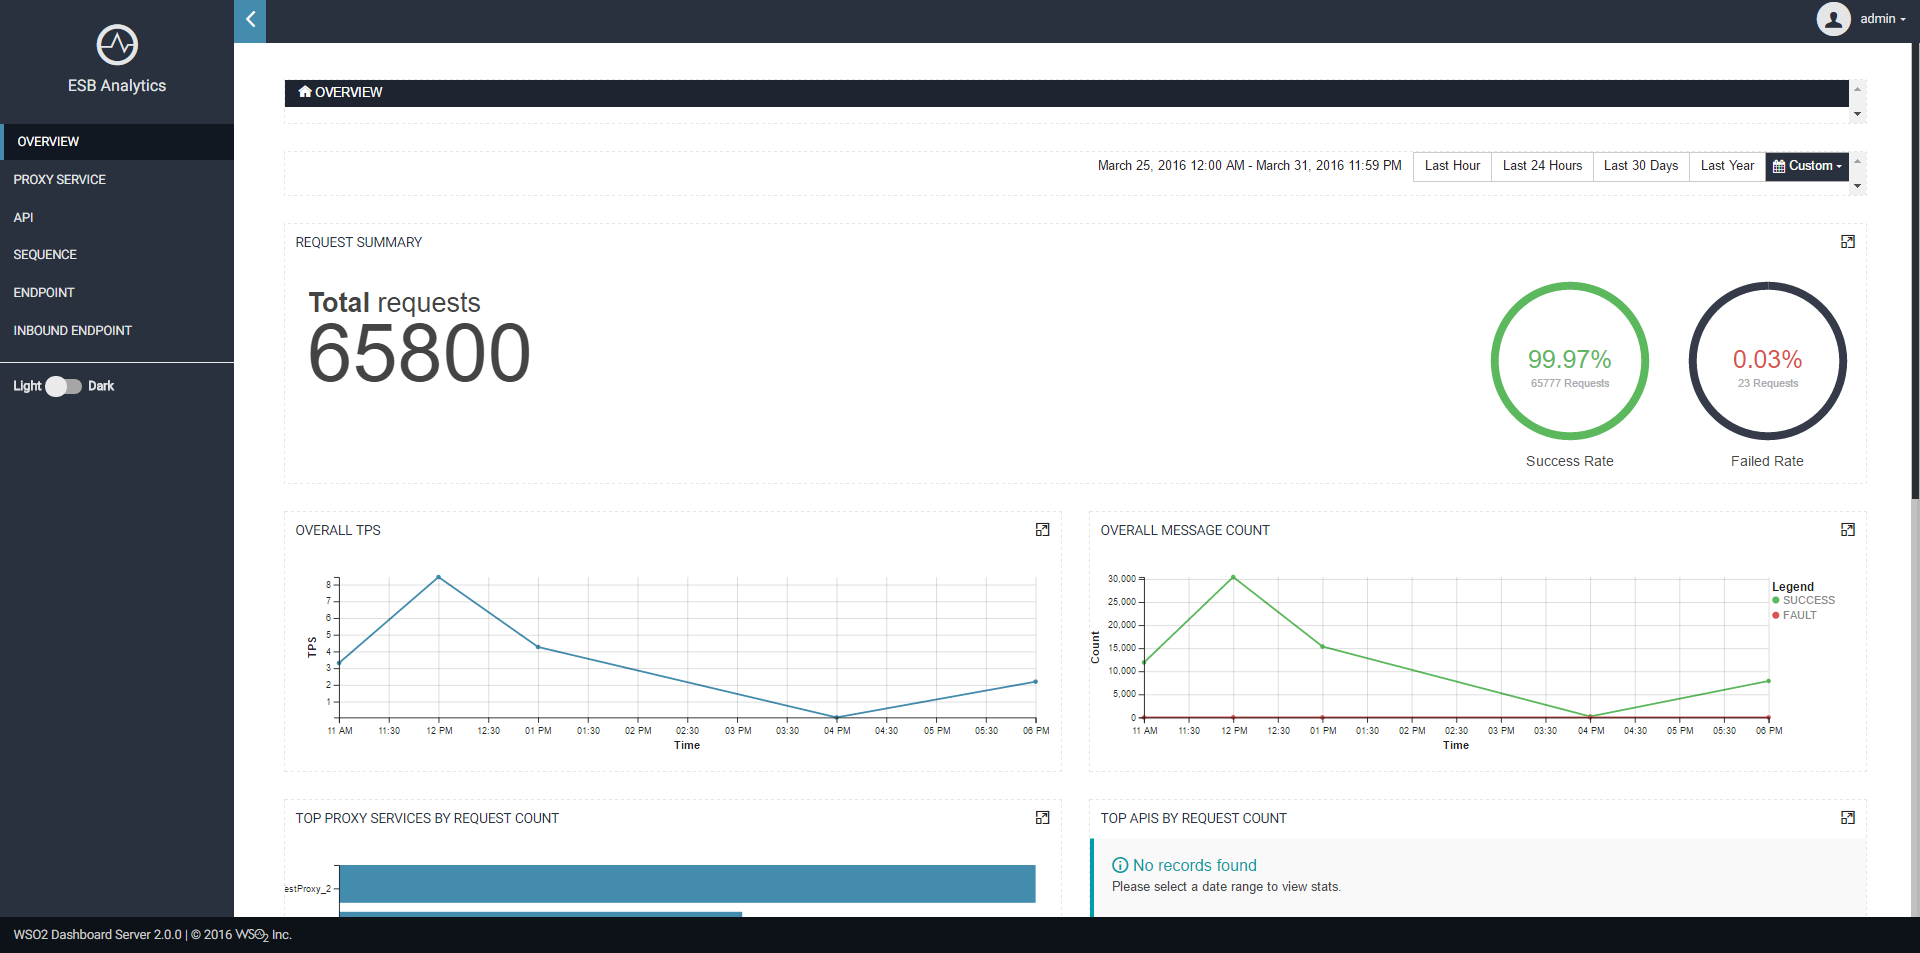 admin
ESB Analytics
OVERVIEW
PROXY SERVICE
API
SEQUENCE
ENDPOINT
INBOUND ENDPOINT
Light Dark
OVERVIEW
March 25, 2016 12:00 AM - March 31, 2016 11:59 PM Last Hour Last 24 Hours Last 30 Days Last Year Custom
REQUEST SUMMARY
Total requests
65800
99.97%
65777 Requests
Success Rate
0.03%
23 Requests
Failed Rate
OVERALL TPS
8
7
6
5
4
3
2
1
TPS
11 AM 11:30 12 PM 12:30 01 PM 01:30 02 PM 02:30 03 PM 03:30 04 PM 04:30 05 PM 05:30 06 PM
Time
OVERALL MESSAGE COUNT
30,000
25,000
20,000
15,000
10,000
5,000
0
Count
11 AM 11:30 12 PM 12:30 01 PM 01:30 02 PM 02:30 03 PM 03:30 04 PM 04:30 05 PM 05:30 06 PM
Time
Legend
SUCCESS
FAULT
TOP PROXY SERVICES BY REQUEST COUNT
estProxy_2
TOP APIS BY REQUEST COUNT
No records found
Please select a date range to view stats.
WSO2 Dashboard Server 2.0.0 | © 2016 WSO2 Inc.